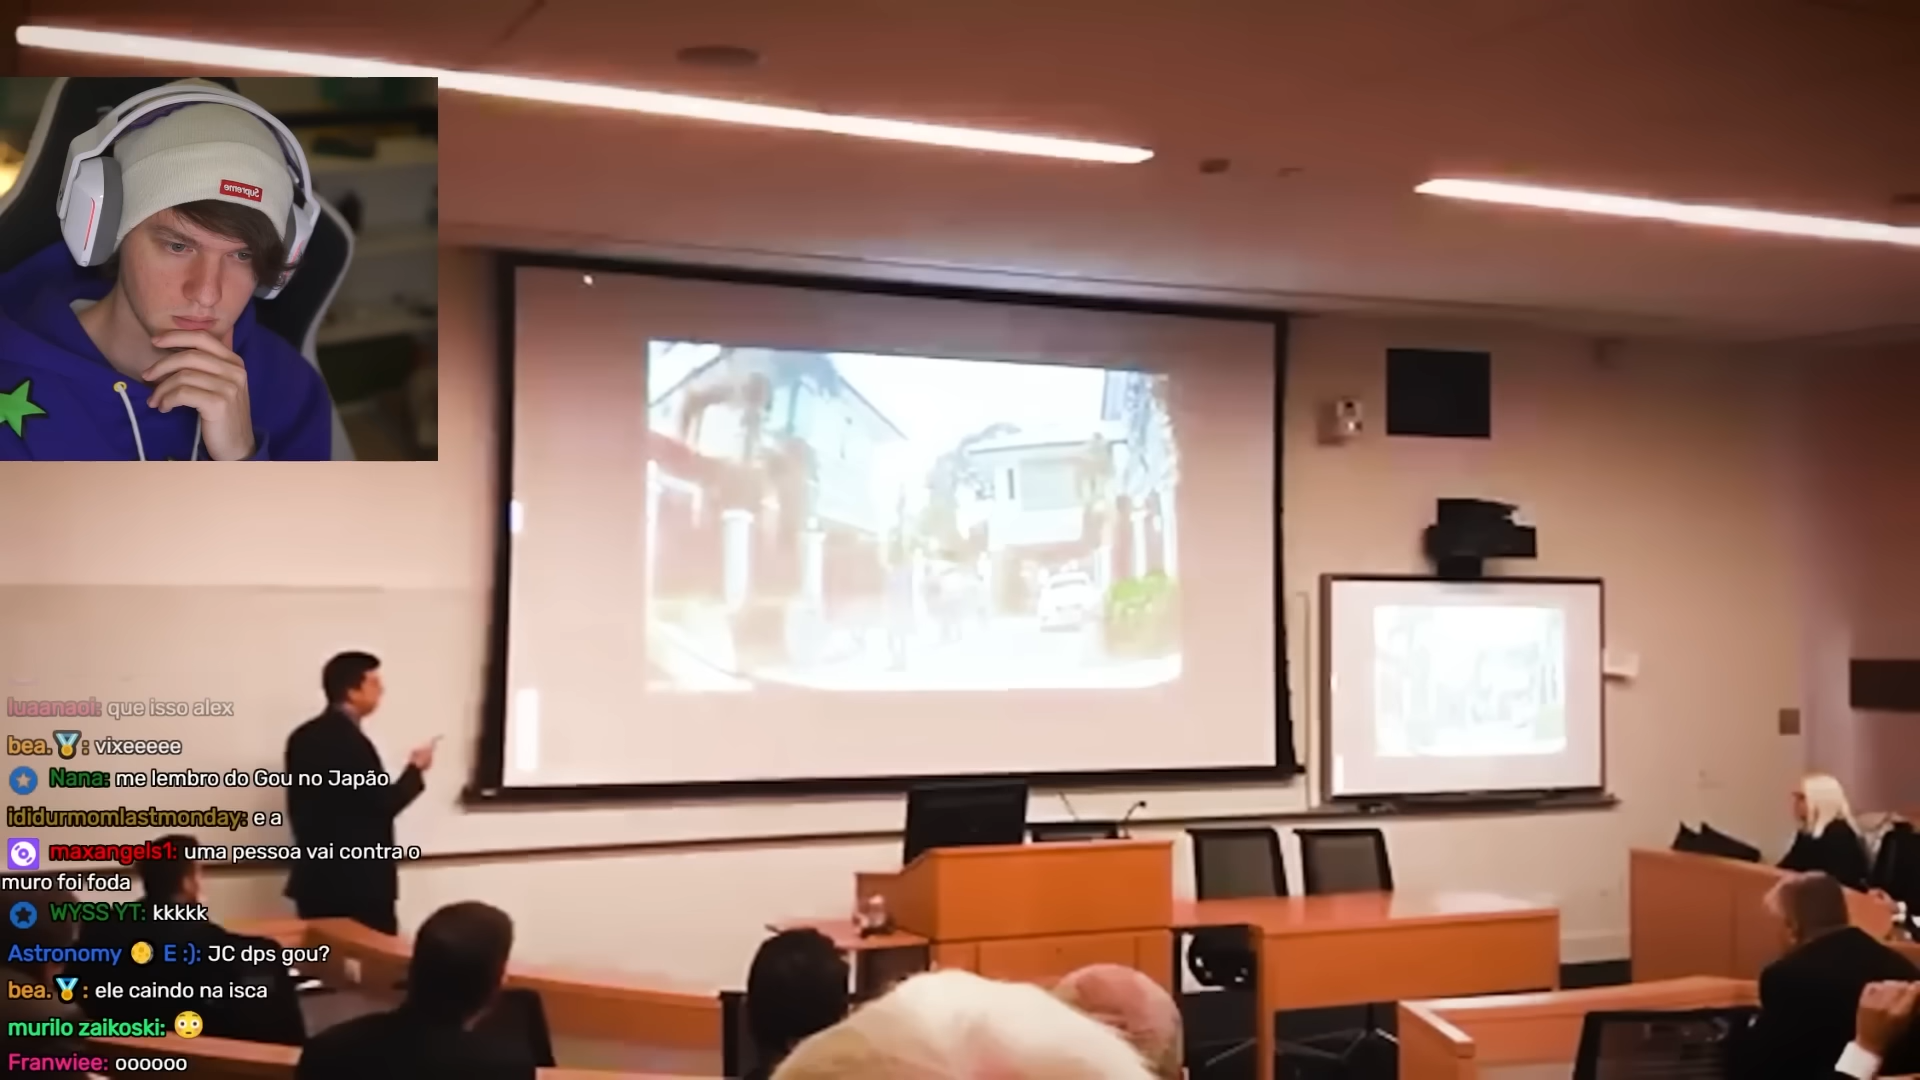 Supreme
luaanaoi: que isso alex
bea.🏅: vixeeeee
Nana: me lembro do Gou no Japão
ididurmomlastmonday: e a
maxangels1: uma pessoa vai contra o
muro foi foda
WYSS YT: kkkkk
Astronomy 🪙 E :): JC dps gou?
bea.🏅: ele caindo na isca
murilo zaikoski: 😳
Franwiee: oooooo